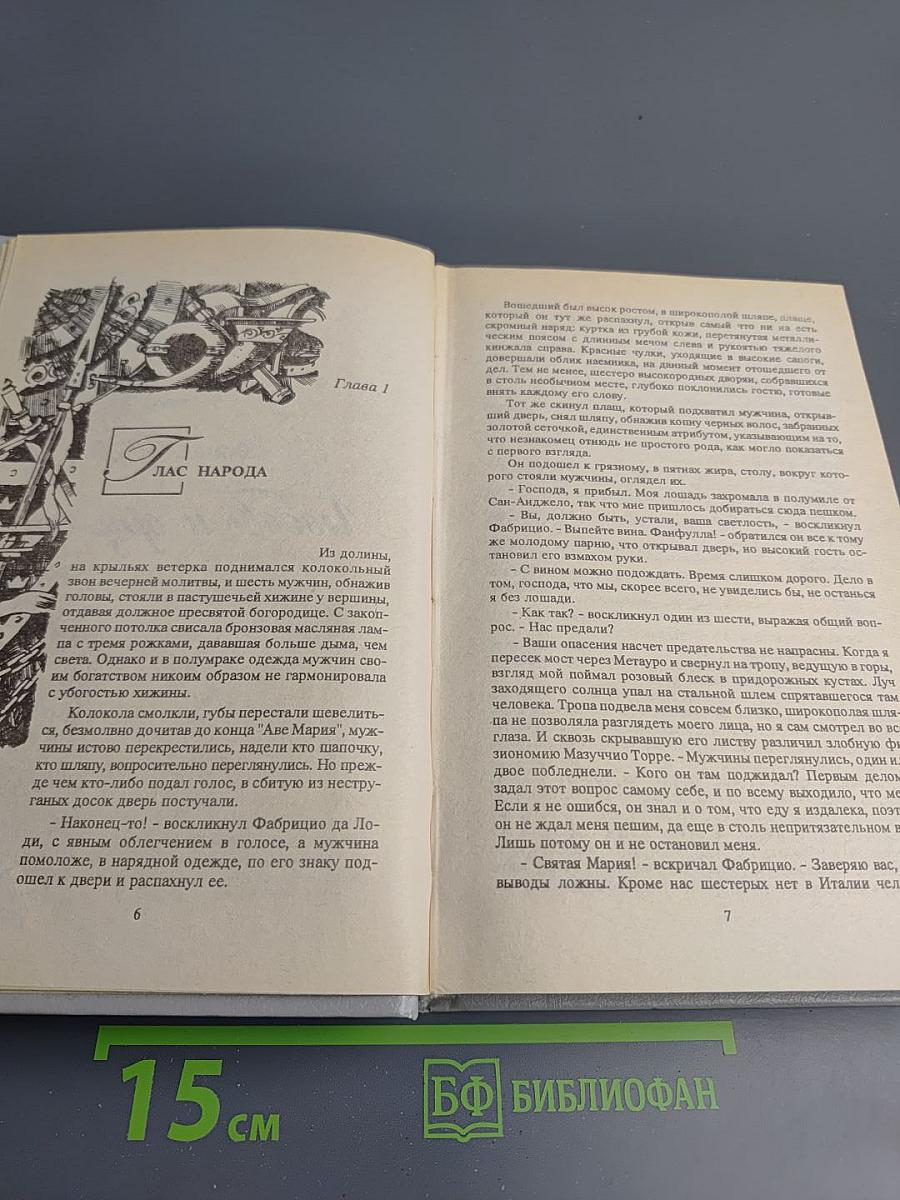 Глава 1
ГЛАС НАРОДА
Из долины,
на крыльях ветерка поднимался колокольный
звон вечерней молитвы, и шесть мужчин, обнажив
головы, стояли в пастушечьей хижине у вершины,
отдавая должное пресвятой богородице. С закоп-
ченного потолка свисала бронзовая масляная лам-
па с тремя рожками, дававшая больше дыма, чем
света. Однако и в полумраке одежда мужчин сво-
им богатством никоим образом не гармонировала
с убогостью хижины.
Колокола смолкли, губы перестали шевелить-
ся, безмолвно дочитав до конца "Аве Мария", муж-
чины истово перекрестились, надели кто шапочку,
кто шляпу, вопросительно переглянулись. Но преж-
де чем кто-либо подал голос, в сбитую из нестру-
ганых досок дверь постучали.
- Наконец-то! - воскликнул Фабрицио да Ло-
ди, с явным облегчением в голосе, а мужчина
помоложе, в нарядной одежде, по его знаку под-
ошел к двери и распахнул ее.
6
Вошедший был высок ростом, в широкополой шляпе, плаще,
который он тут же распахнул, открыв самый что ни на есть
скромный наряд: куртка из грубой кожи, перетянутая металли-
ческим поясом с длинным мечом слева и рукоятью тяжелого
кинжала справа. Красные чулки, уходящие в высокие сапоги,
довершали облик наемника, на данный момент отошедшего от
дел. Тем не менее, шестеро высокородных дворян, собравшихся
в столь необычном месте, глубоко поклонились гостю, готовые
внять каждому его слову.
Тот же скинул плащ, который подхватил мужчина, открыв-
ший дверь, снял шляпу, обнажив копну черных волос, забранных
золотой сеточкой, единственным атрибутом, указывающим на то,
что незнакомец отнюдь не простого рода, как могло показаться
с первого взгляда.
Он подошел к грязному, в пятнах жира, столу, вокруг кото-
рого стояли мужчины, оглядел их.
- Господа, я прибыл. Моя лошадь захромала в полумиле от
Сан-Анджело, так что мне пришлось добираться сюда пешком.
- Вы, должно быть, устали, ваша светлость, - воскликнул
Фабрицио. - Выпейте вина. Фанфулла! - обратился он все к тому
же молодому парню, что открывал дверь, но высокий гость ос-
тановил его взмахом руки.
- С вином можно подождать. Время слишком дорого. Дело в
том, господа, что мы, скорее всего, не увиделись бы, не останься
я без лошади.
- Как так? - воскликнул один из шести, выражая общий воп-
рос. - Нас предали?
- Ваши опасения насчет предательства не напрасны. Когда я
пересек мост через Метауро и свернул на тропу, ведущую в горы,
взгляд мой поймал розовый блеск в придорожных кустах. Луч
заходящего солнца упал на стальной шлем спрятавшегося там
человека. Тропа подвела меня совсем близко, широкополая шля-
па не позволяла разглядеть моего лица, но я сам смотрел во все
глаза. И сквозь скрывавшую его листву различил злобную фи
зиономию Мазуччио Торре. - Мужчины переглянулись, один ил
двое побледнели. - Кого он там поджидал? Первым делом
задал этот вопрос самому себе, и по всему выходило, что ме
Если я не ошибся, он знал и о том, что еду я издалека, поэт
он не ждал меня пешим, да еще в столь непритязательном в
Лишь потому он и не остановил меня.
- Святая Мария! - вскричал Фабрицио. - Заверяю вас,
выводы ложны. Кроме нас шестерых нет в Италии чел
7
15 см
БФ БИБЛИОФАН